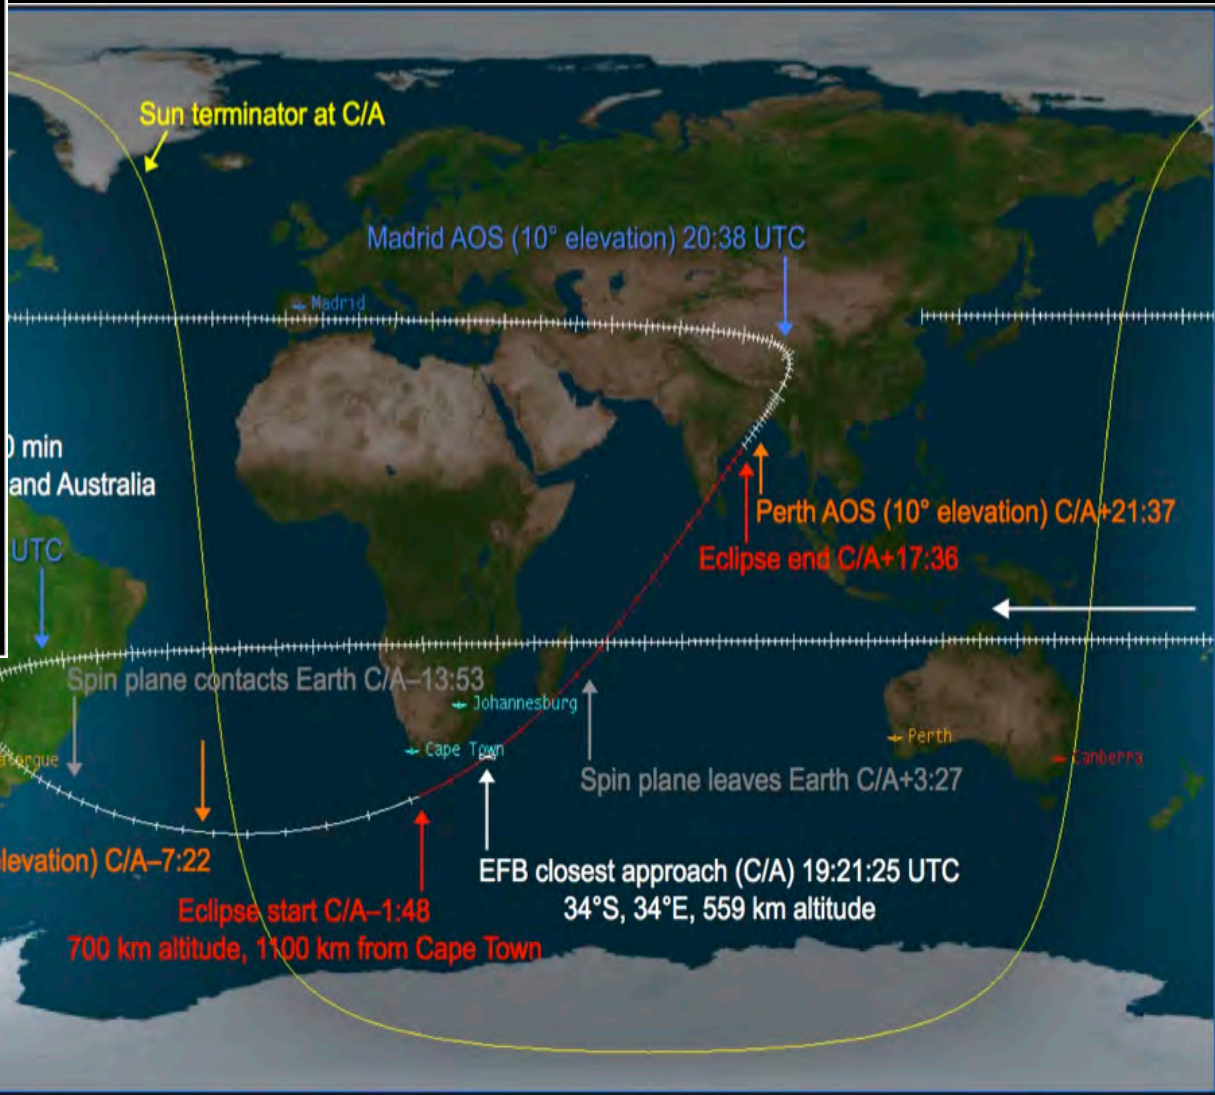 Sun terminator at C/A
Madrid AOS (10° elevation) 20:38 UTC
Madrid
0 min
and Australia
UTC
Perth AOS (10° elevation) C/A+21:37
Eclipse end C/A+17:36
Spin plane contacts Earth C/A–13:53
Johannesburg
Cape Town
Perth
Canberra
Spin plane leaves Earth C/A+3:27
elevation) C/A–7:22
EFB closest approach (C/A) 19:21:25 UTC
34°S, 34°E, 559 km altitude
Eclipse start C/A–1:48
700 km altitude, 1100 km from Cape Town